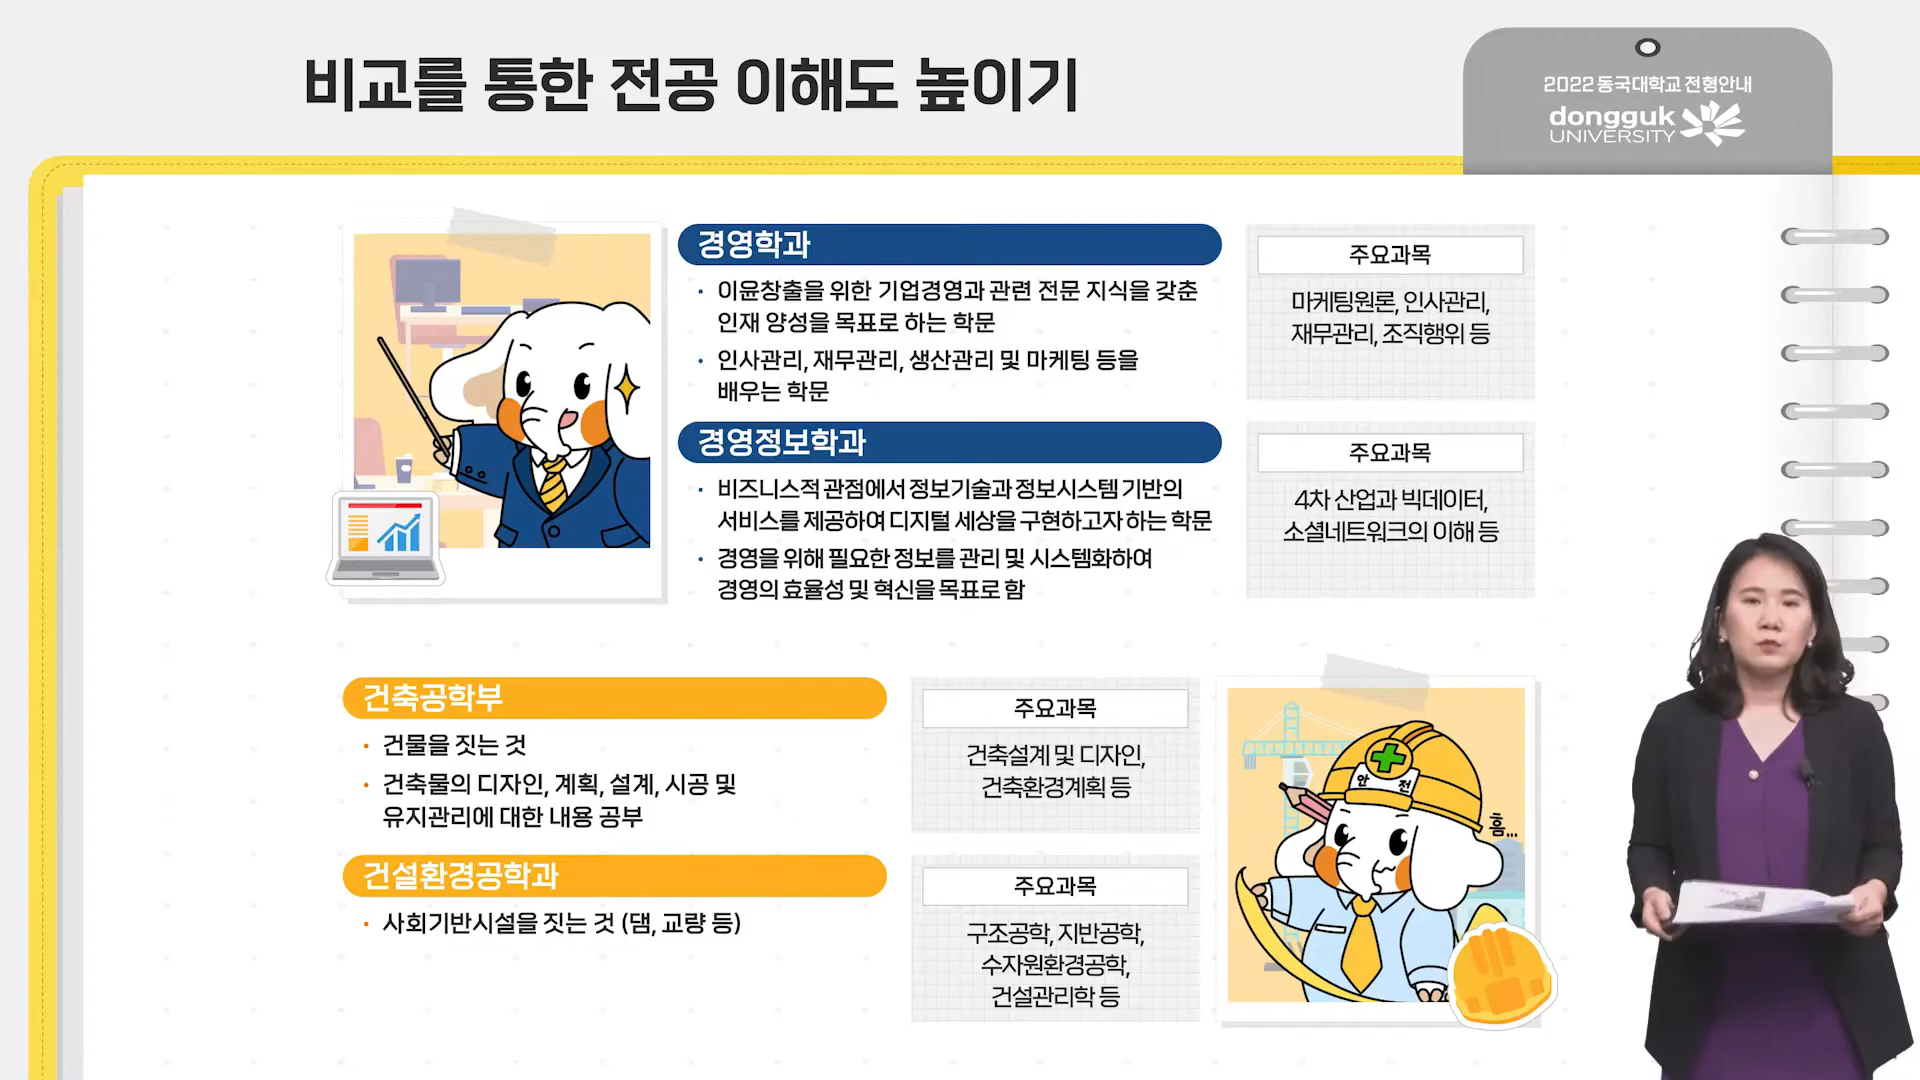 비교를 통한 전공 이해도 높이기
2022 동국대학교 전형안내
dongguk
UNIVERSITY
경영학과
• 이윤창출을 위한 기업경영과 관련 전문 지식을 갖춘
인재 양성을 목표로 하는 학문
• 인사관리, 재무관리, 생산관리 및 마케팅 등을
배우는 학문
주요과목
마케팅원론, 인사관리,
재무관리, 조직행위 등
경영정보학과
• 비즈니스적 관점에서 정보기술과 정보시스템 기반의
서비스를 제공하여 디지털 세상을 구현하고자 하는 학문
• 경영을 위해 필요한 정보를 관리 및 시스템화하여
경영의 효율성 및 혁신을 목표로 함
주요과목
4차 산업과 빅데이터,
소셜네트워크의 이해 등
건축공학부
• 건물을 짓는 것
• 건축물의 디자인, 계획, 설계, 시공 및
유지관리에 대한 내용 공부
주요과목
건축설계 및 디자인,
건축환경계획 등
건설환경공학과
• 사회기반시설을 짓는 것 (댐, 교량 등)
주요과목
구조공학, 지반공학,
수자원환경공학,
건설관리학 등
안전
흠...